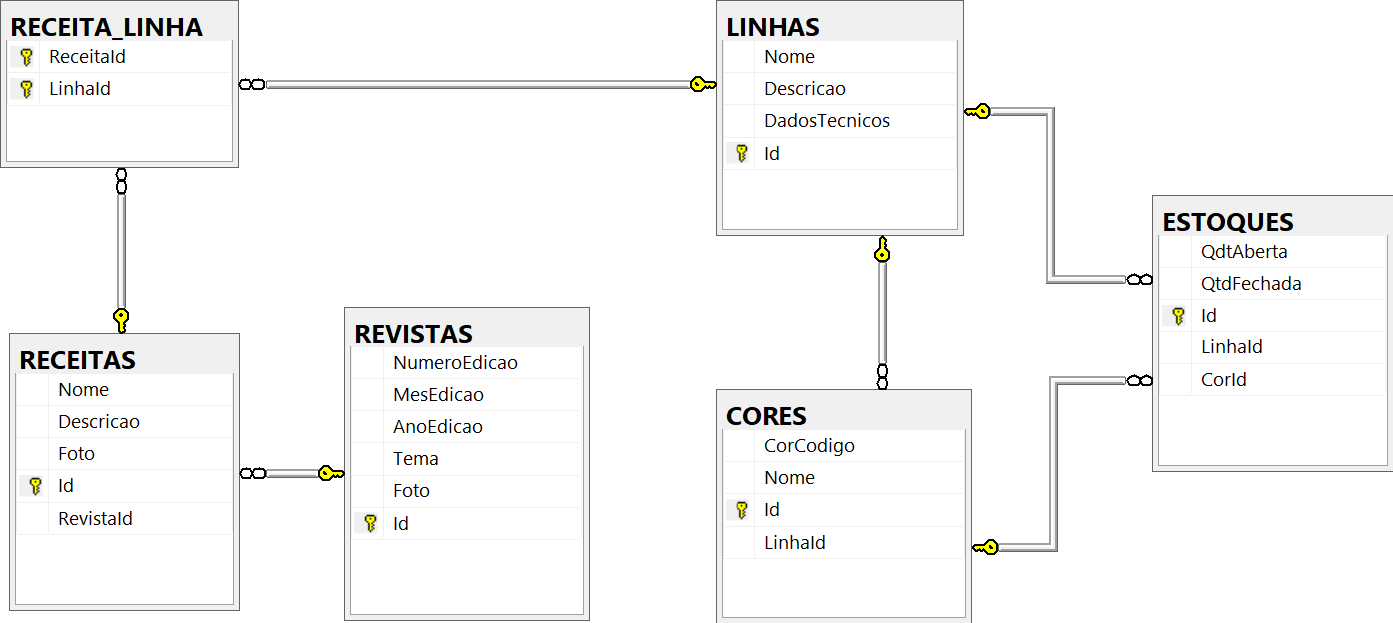 RECEITA_LINHA
ReceitaId
LinhaId
LINHAS
Nome
Descricao
DadosTecnicos
Id
ESTOQUES
QdtAberta
QtdFechada
Id
LinhaId
CorId
RECEITAS
Nome
Descricao
Foto
Id
RevistaId
REVISTAS
NumeroEdicao
MesEdicao
AnoEdicao
Tema
Foto
Id
CORES
CorCodigo
Nome
Id
LinhaId